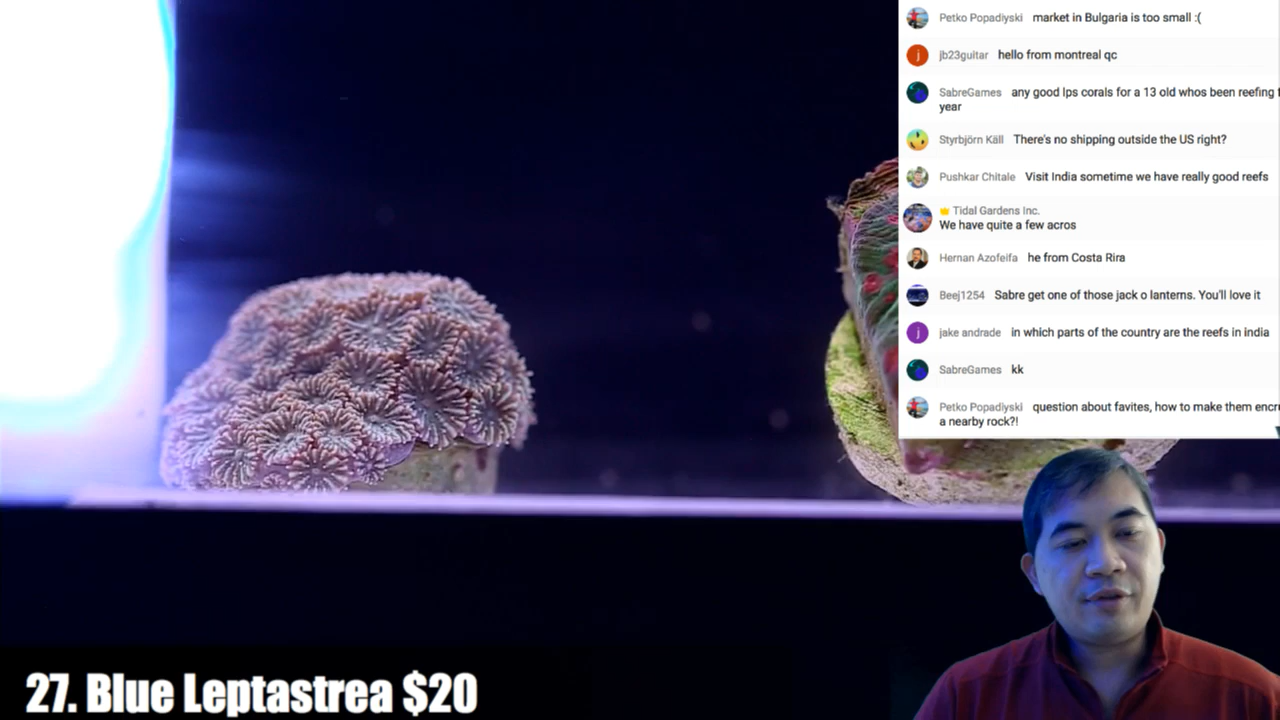 Petko Popadiyski market in Bulgaria is too small :(
j jb23guitar hello from montreal qc
SabreGames any good lps corals for a 13 old whos been reefing
year
Styrbjörn Käll There's no shipping outside the US right?
Pushkar Chitale Visit India sometime we have really good reefs
Tidal Gardens Inc.
We have quite a few acros
Hernan Azofeifa he from Costa Rira
Beej1254 Sabre get one of those jack o lanterns. You'll love it
j jake andrade in which parts of the country are the reefs in india
SabreGames kk
Petko Popadiyski question about favites, how to make them
a nearby rock?!
27. Blue Leptastrea $20